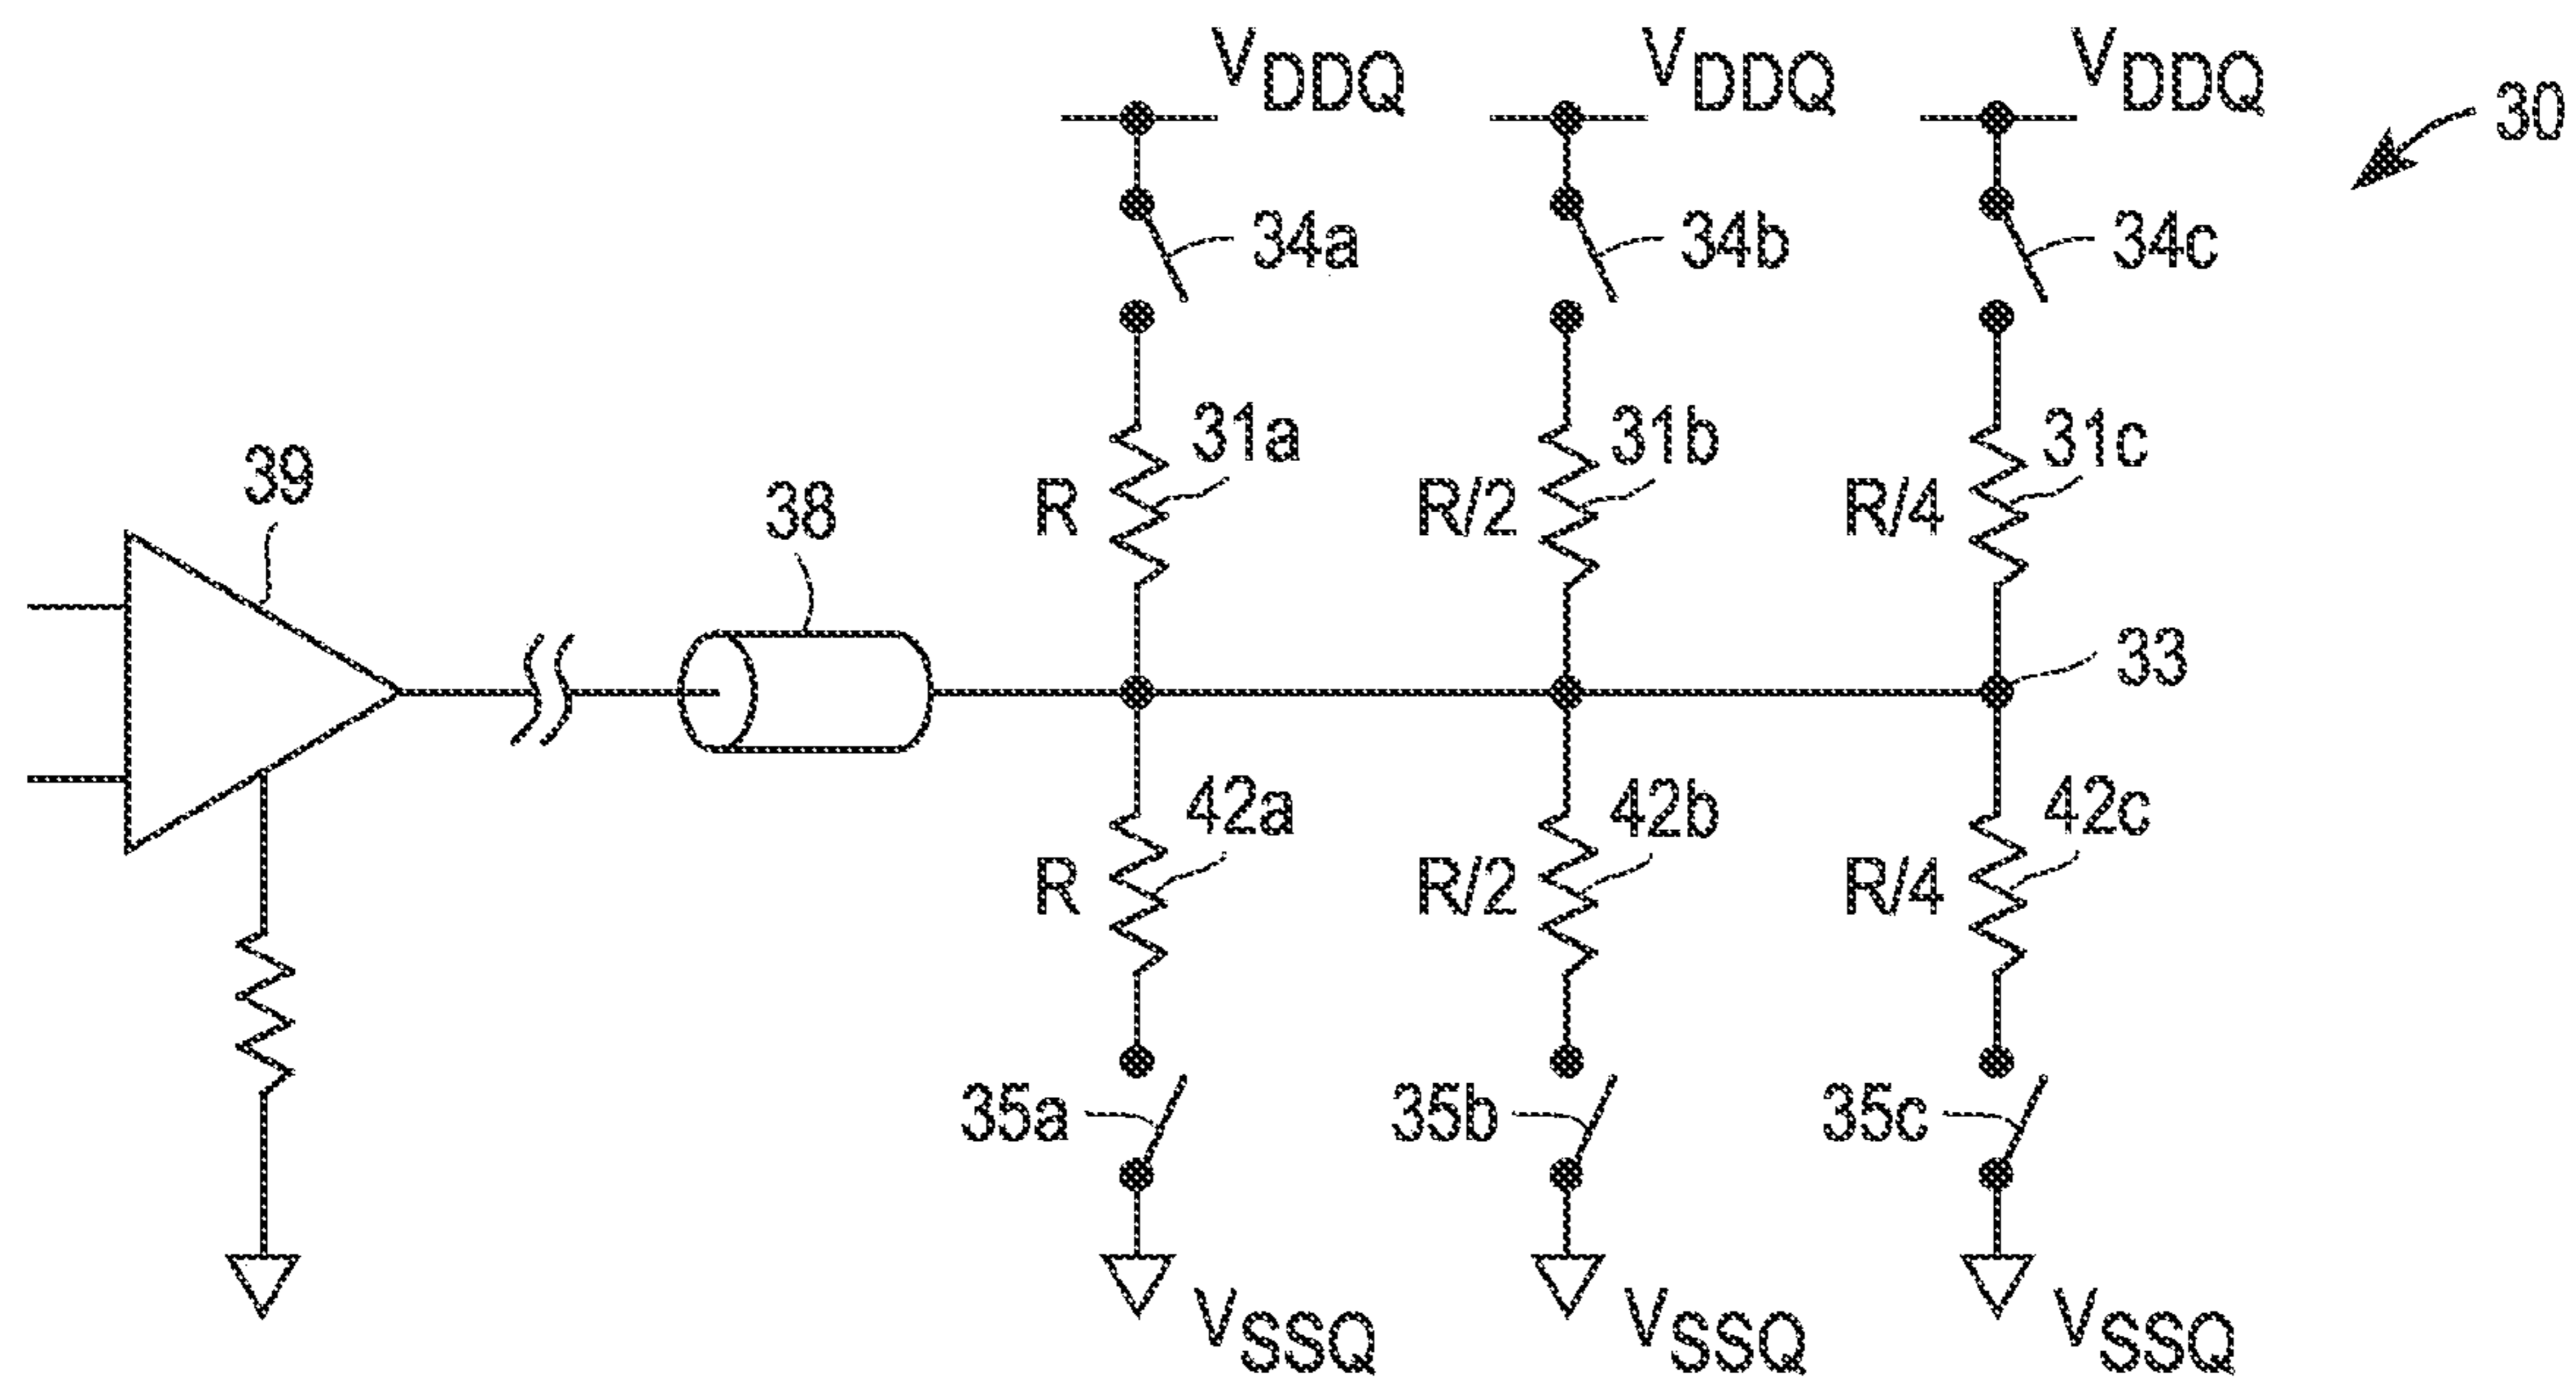 VDDQ VDDQ VDDQ
30
34a 34b 34c
31a 31b 31c
39
38
R R/2 R/4
33
42a 42b 42c
R R/2 R/4
35a 35b 35c
VSSQ VSSQ VSSQ